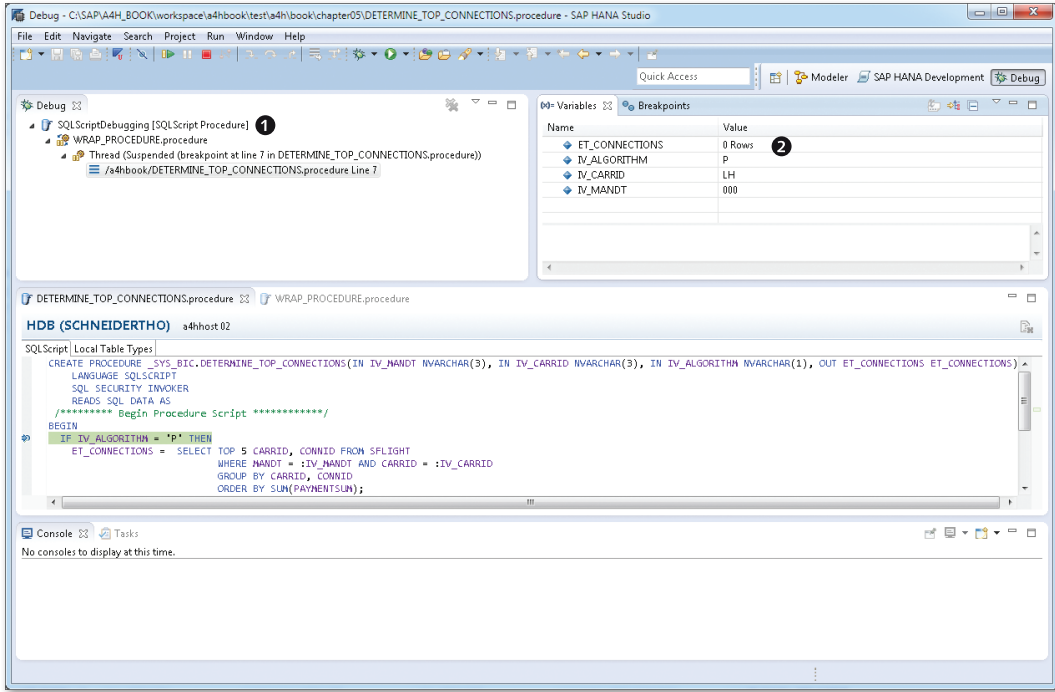 Debug - C:\SAP\A4H_BOOK\workspace\a4hbook\test\a4h\book\chapter05\DETERMINE_TOP_CONNECTIONS.procedure - SAP HANA Studio
File Edit Navigate Search Project Run Window Help
Quick Access
Modeler SAP HANA Development Debug
Debug
SQLScriptDebugging [SQLScript Procedure] 1
WRAP_PROCEDURE.procedure
Thread (Suspended (breakpoint at line 7 in DETERMINE_TOP_CONNECTIONS.procedure))
/a4hbook/DETERMINE_TOP_CONNECTIONS.procedure Line 7
(x)= Variables Breakpoints
Name Value
ET_CONNECTIONS 0 Rows 2
IV_ALGORITHM P
IV_CARRID LH
IV_MANDT 000
DETERMINE_TOP_CONNECTIONS.procedure WRAP_PROCEDURE.procedure
HDB (SCHNEIDERTHO) a4hhost 02
SQLScript Local Table Types
CREATE PROCEDURE _SYS_BIC.DETERMINE_TOP_CONNECTIONS(IN IV_MANDT NVARCHAR(3), IN IV_CARRID NVARCHAR(3), IN IV_ALGORITHM NVARCHAR(1), OUT ET_CONNECTIONS ET_CONNECTIONS)
LANGUAGE SQLSCRIPT
SQL SECURITY INVOKER
READS SQL DATA AS
/********* Begin Procedure Script ************/
BEGIN
IF IV_ALGORITHM = 'P' THEN
ET_CONNECTIONS = SELECT TOP 5 CARRID, CONNID FROM SFLIGHT
WHERE MANDT = :IV_MANDT AND CARRID = :IV_CARRID
GROUP BY CARRID, CONNID
ORDER BY SUM(PAYMENTSUM);
Console Tasks
No consoles to display at this time.